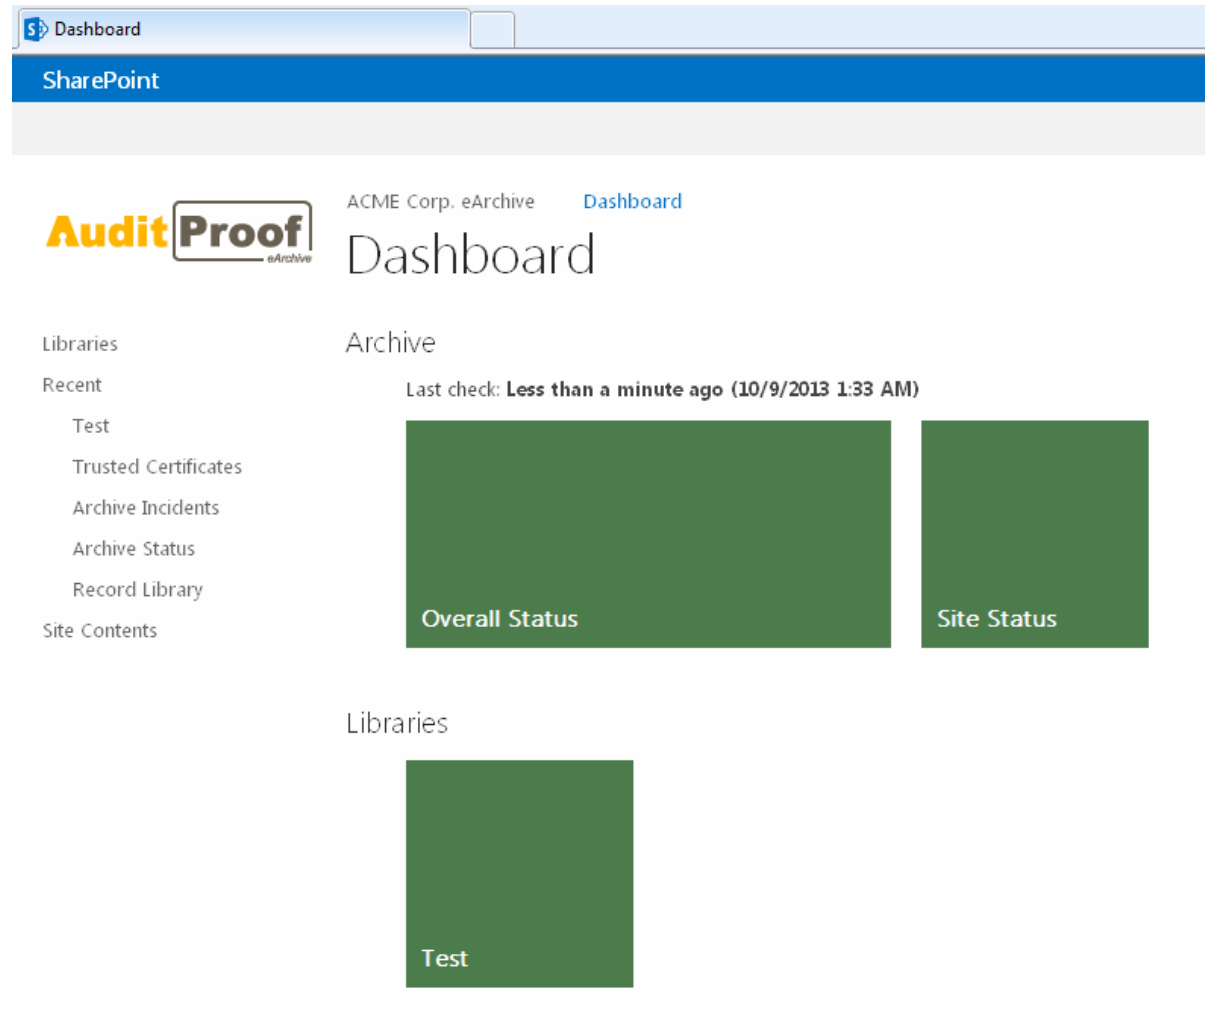 Dashboard
SharePoint
ACME Corp. eArchive Dashboard
AuditProof
eArchive
Dashboard
Libraries
Recent
Test
Trusted Certificates
Archive Incidents
Archive Status
Record Library
Site Contents
Archive
Last check: Less than a minute ago (10/9/2013 1:33 AM)
Overall Status
Site Status
Libraries
Test